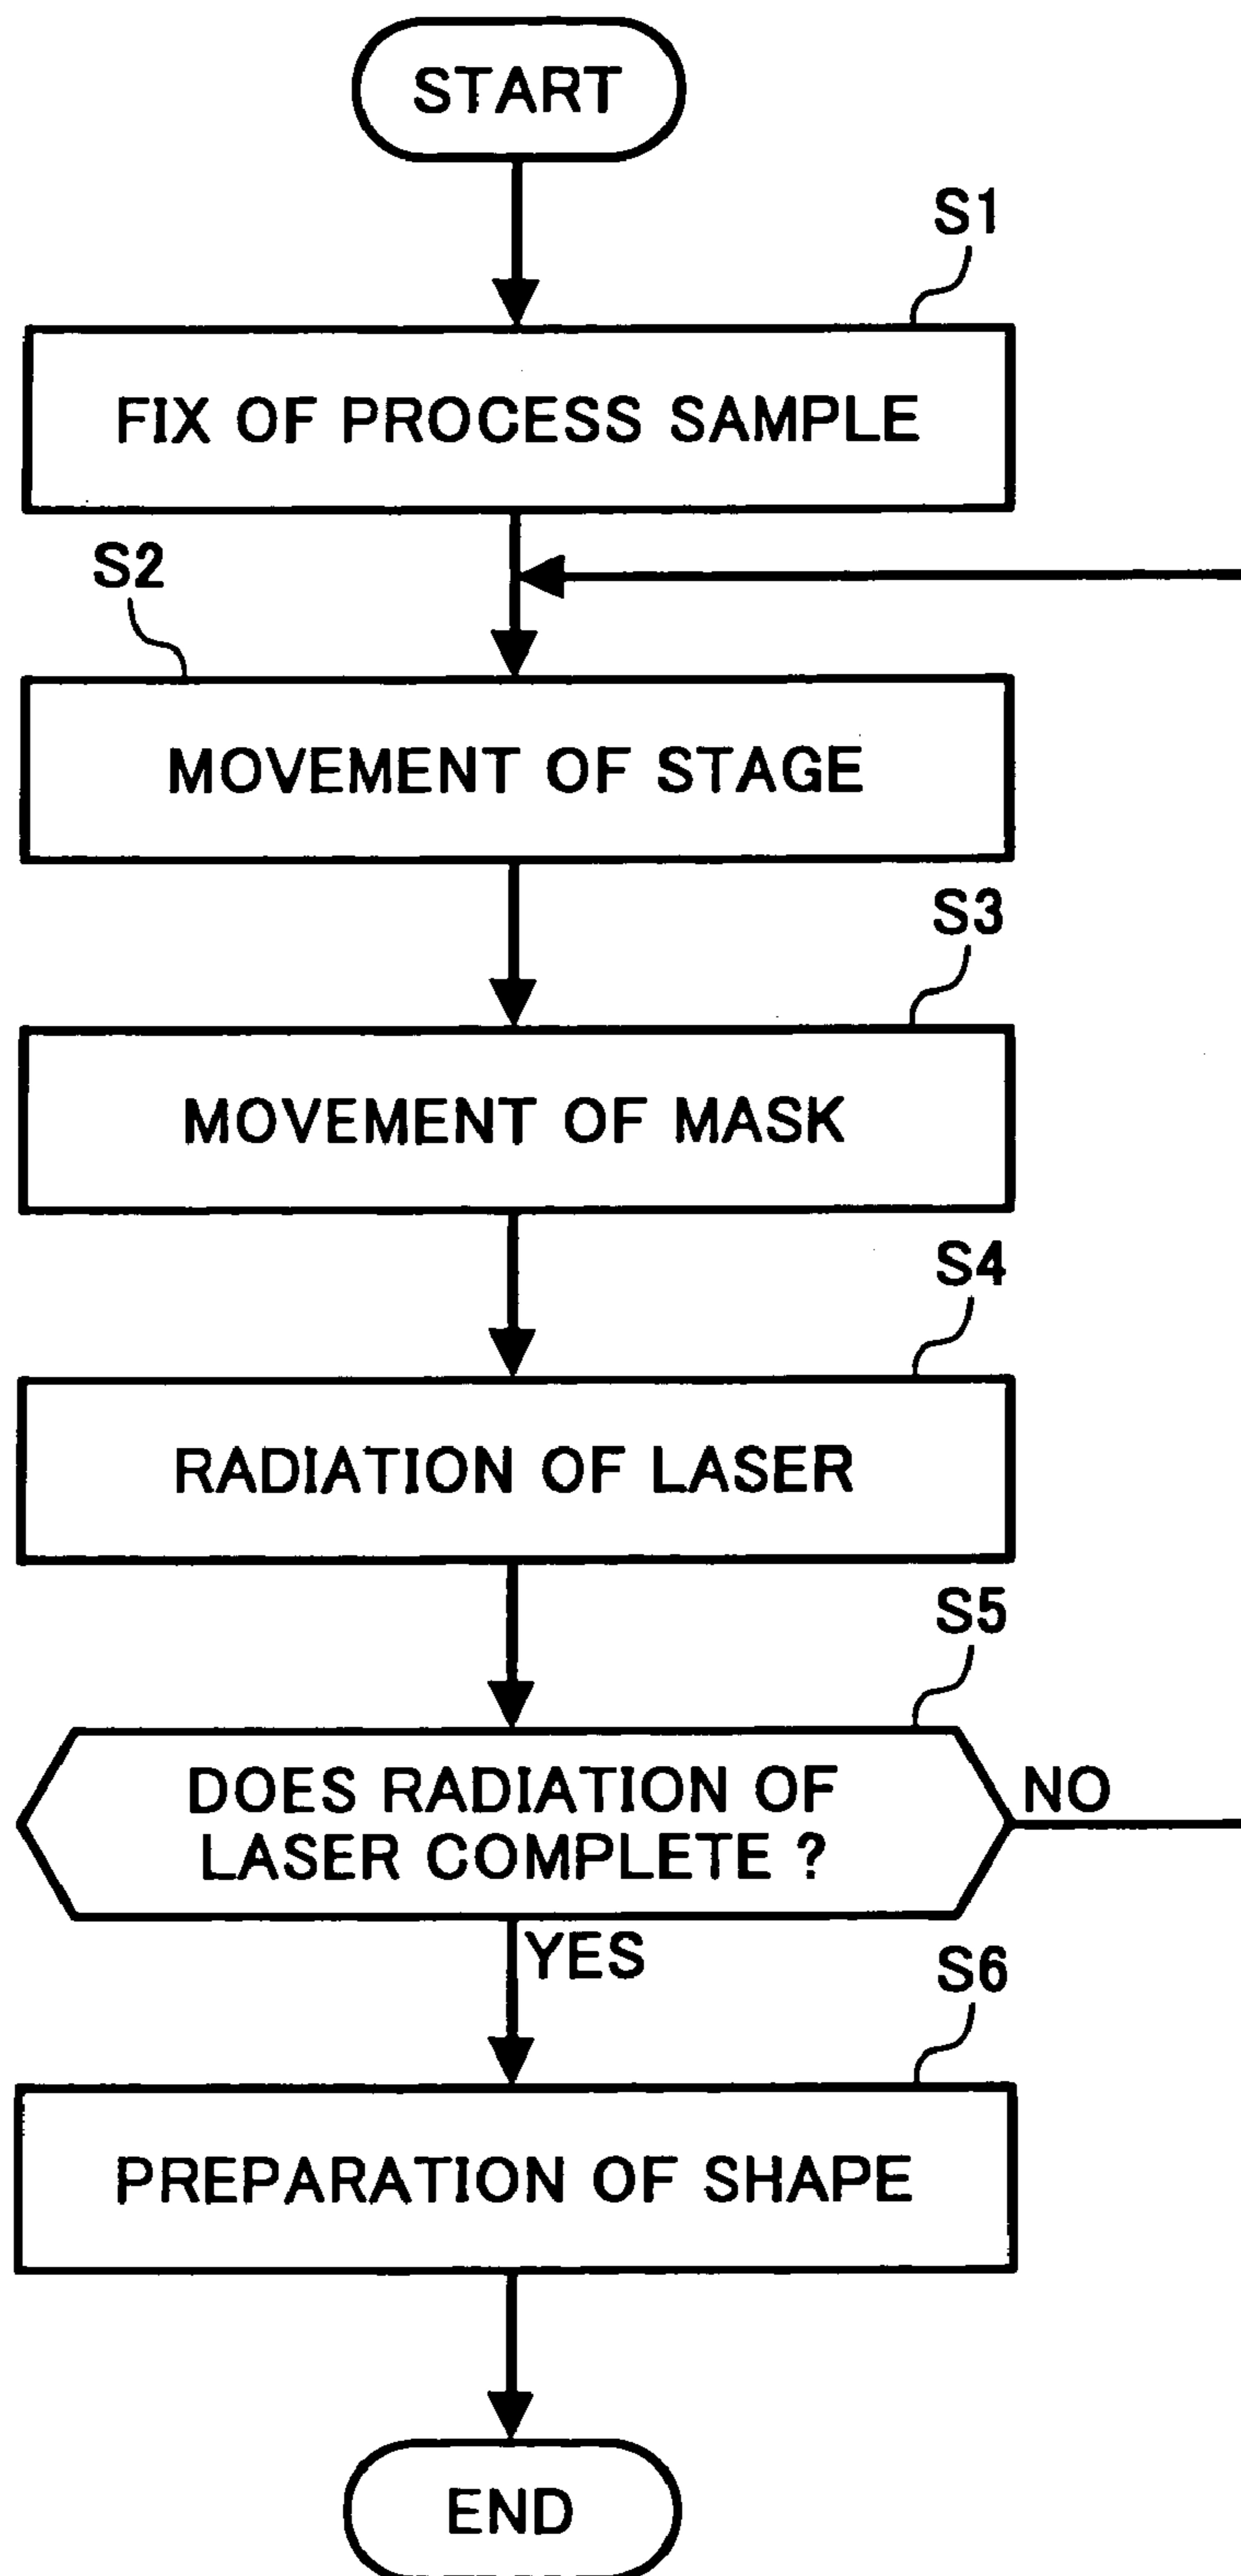 START
S1
FIX OF PROCESS SAMPLE
S2
MOVEMENT OF STAGE
S3
MOVEMENT OF MASK
S4
RADIATION OF LASER
S5
DOES RADIATION OF
LASER COMPLETE ?
NO
YES
S6
PREPARATION OF SHAPE
END